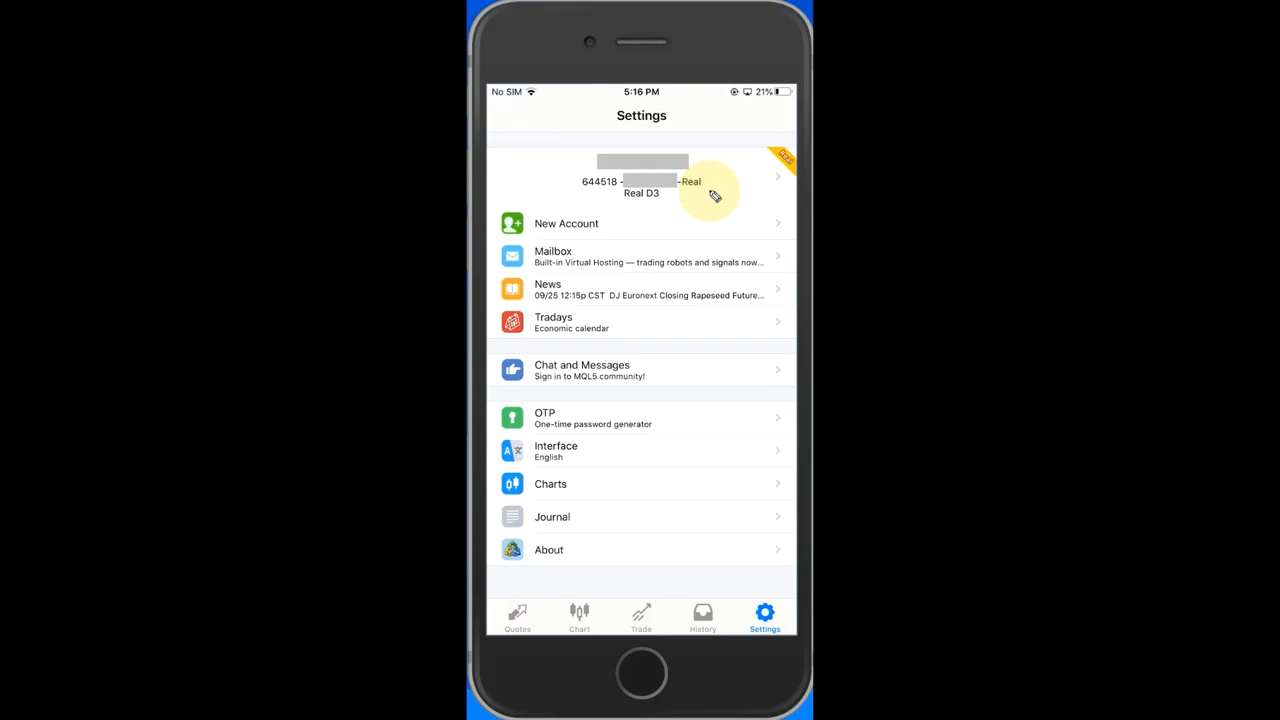 No SIM 5:16 PM 21%
Settings
Real
644518 - -Real
Real D3
New Account
Mailbox
Built-in Virtual Hosting — trading robots and signals now...
News
09/25 12:15p CST DJ Euronext Closing Rapeseed Future...
Tradays
Economic calendar
Chat and Messages
Sign in to MQL5.community!
OTP
One-time password generator
Interface
English
Charts
Journal
About
Quotes Chart Trade History Settings